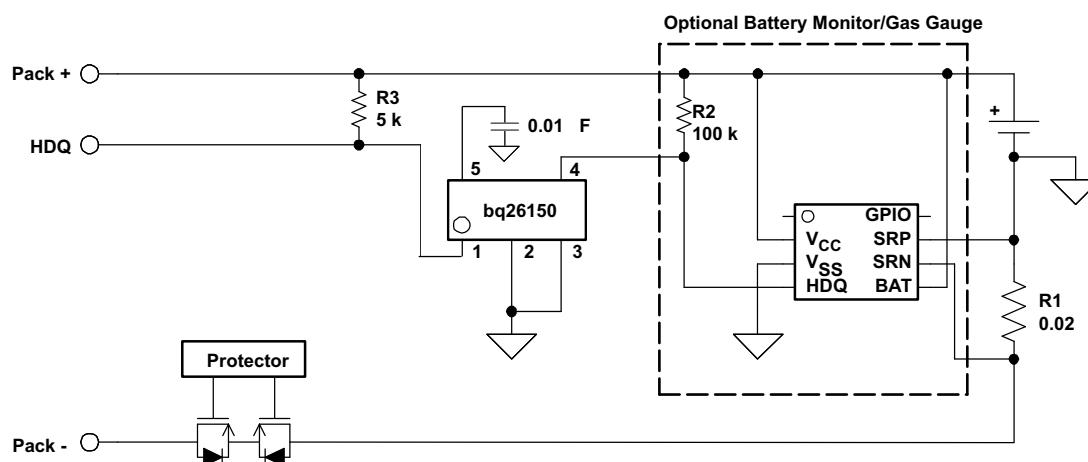 Optional Battery Monitor/Gas Gauge
Pack +
R3
5 k
HDQ
0.01 F
R2
100 k
+
5
4
bq26150
1
2
3
GPIO
VCC
SRP
VSS
SRN
HDQ
BAT
R1
0.02
Protector
Pack -